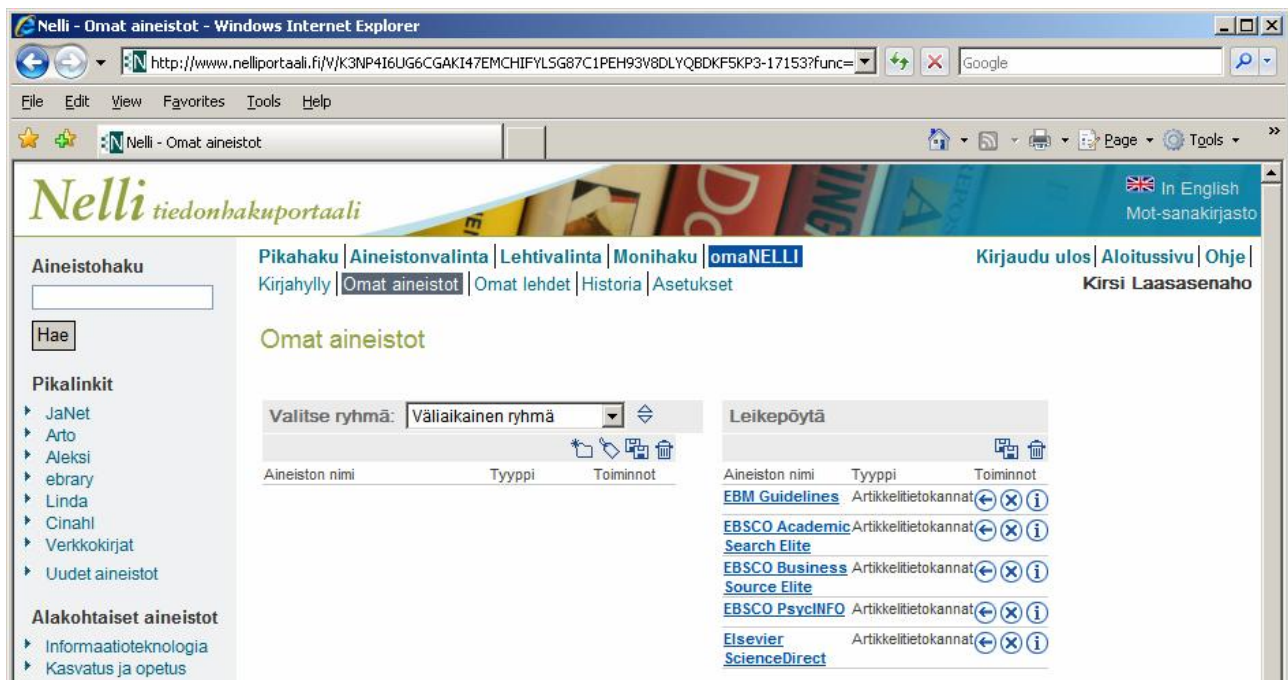 Nelli - Omat aineistot - Windows Internet Explorer
http://www.nelliportaali.fi/V/K3NP4I6UG6CGAKI47EMCHIFYLSG87C1PEH93V8DLYQBDKF5KP3-17153?func=
Google
File Edit View Favorites Tools Help
Nelli - Omat aineistot
Page Tools »
Nelli tiedonhakuportaali
In English
Mot-sanakirjasto
Aineistohaku
Hae
Pikalinkit
JaNet
Arto
Aleksi
ebrary
Linda
Cinahl
Verkkokirjat
Uudet aineistot
Alakohtaiset aineistot
Informaatioteknologia
Kasvatus ja opetus
Pikahaku | Aineistonvalinta | Lehtivalinta | Monihaku | omaNELLI
Kirjaudu ulos | Aloitussivu | Ohje |
Kirjahylly | Omat aineistot | Omat lehdet | Historia | Asetukset
Kirsi Laasasenaho
Omat aineistot
Valitse ryhmä: Väliaikainen ryhmä
Aineiston nimi Tyyppi Toiminnot
Leikepöytä
Aineiston nimi Tyyppi Toiminnot
EBM Guidelines Artikkelitietokannat
EBSCO Academic Artikkelitietokannat
Search Elite
EBSCO Business Artikkelitietokannat
Source Elite
EBSCO PsycINFO Artikkelitietokannat
Elsevier Artikkelitietokannat
ScienceDirect